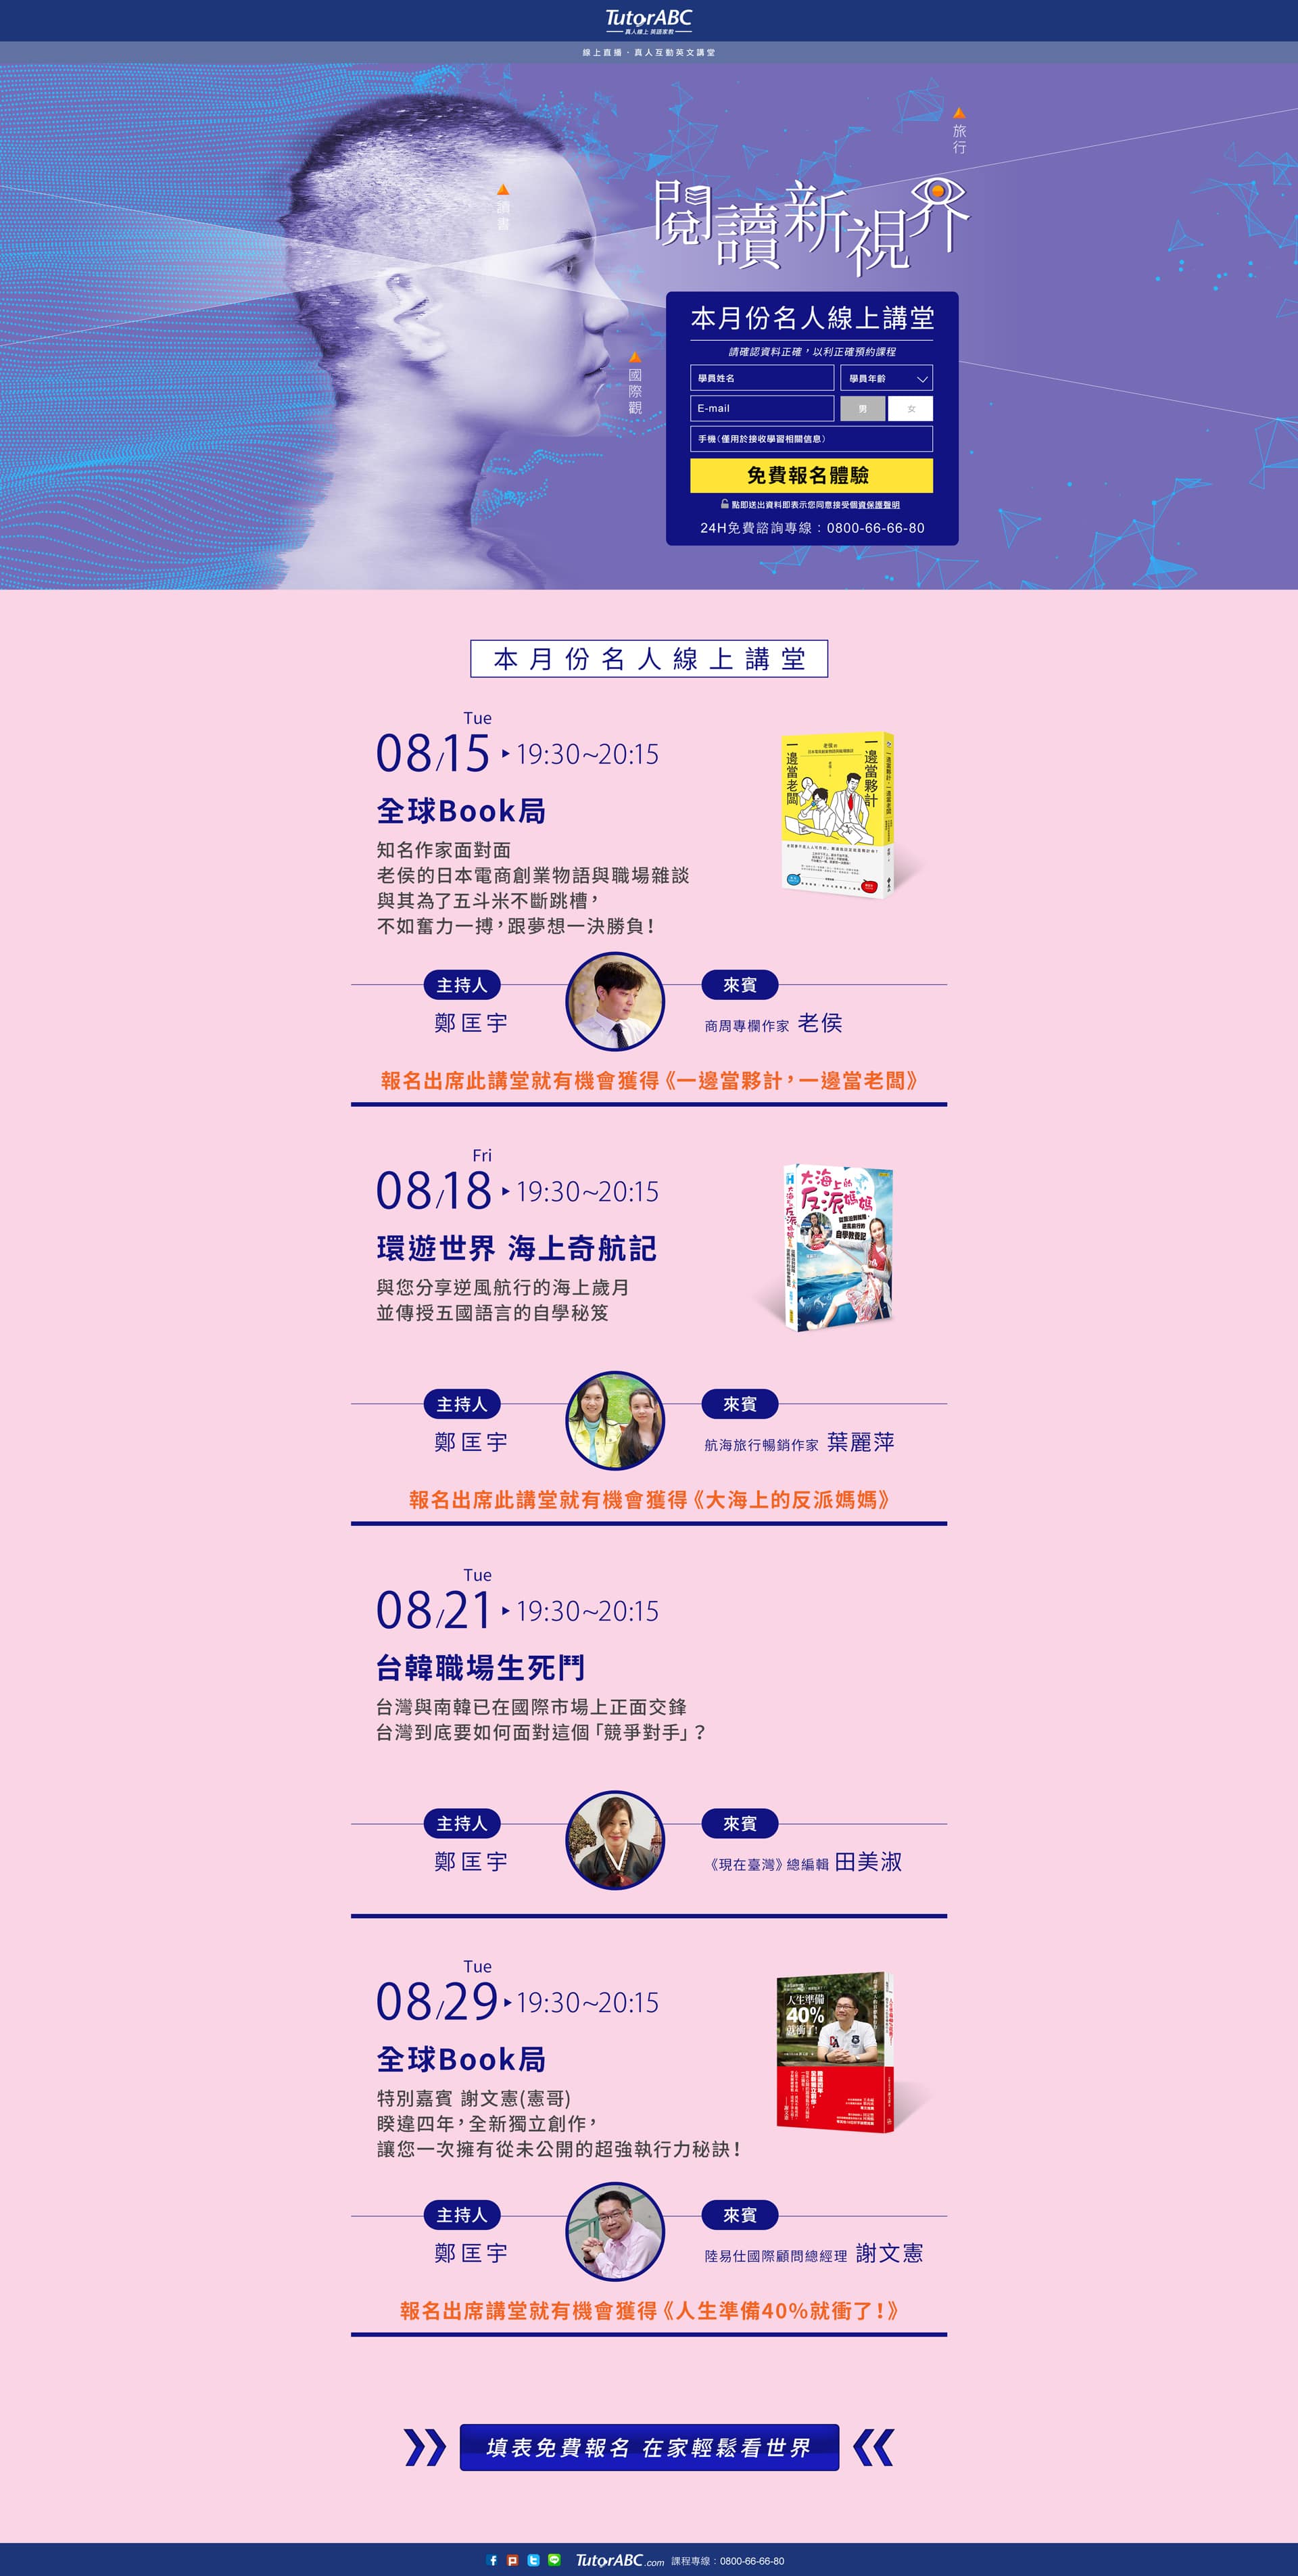 TutorABC
真人線上 英語家教
線上直播・真人互動英文講堂
旅行
讀書
閱讀新視界
國際觀
本月份名人線上講堂
請確認資料正確，以利正確預約課程
學員姓名
學員年齡
E-mail
男
女
手機(僅用於接收學習相關信息)
免費報名體驗
點即送出資料即表示您同意接受個資保護聲明
24H免費諮詢專線：0800-66-66-80
本月份名人線上講堂
Tue
08/15 19:30~20:15
全球Book局
知名作家面對面
老侯的日本電商創業物語與職場雜談
與其為了五斗米不斷跳槽，
不如奮力一搏，跟夢想一決勝負！
一邊當夥計
一邊當老闆
主持人
鄭匡宇
來賓
商周專欄作家 老侯
報名出席此講堂就有機會獲得《一邊當夥計，一邊當老闆》
Fri
08/18 19:30~20:15
環遊世界 海上奇航記
與您分享逆風航行的海上歲月
並傳授五國語言的自學秘笈
大海上的
反派媽媽
自學教養記
主持人
鄭匡宇
來賓
航海旅行暢銷作家 葉麗萍
報名出席此講堂就有機會獲得《大海上的反派媽媽》
Tue
08/21 19:30~20:15
台韓職場生死鬥
台灣與南韓已在國際市場上正面交鋒
台灣到底要如何面對這個「競爭對手」？
主持人
鄭匡宇
來賓
《現在臺灣》總編輯 田美淑
Tue
08/29 19:30~20:15
全球Book局
特別嘉賓 謝文憲(憲哥)
睽違四年，全新獨立創作，
讓您一次擁有從未公開的超強執行力秘訣！
人生準備
40%
就衝了！
主持人
鄭匡宇
來賓
陸易仕國際顧問總經理 謝文憲
報名出席講堂就有機會獲得《人生準備40%就衝了！》
填表免費報名 在家輕鬆看世界
TutorABC.com 課程專線：0800-66-66-80